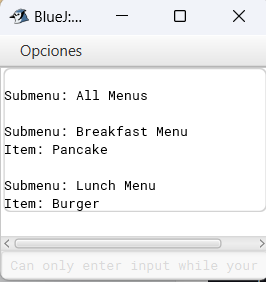 BlueJ:...
Opciones
Submenu: All Menus
Submenu: Breakfast Menu
Item: Pancake
Submenu: Lunch Menu
Item: Burger
Can only enter input while your